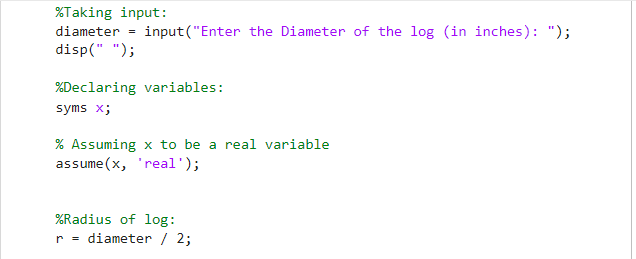 %Taking input:
diameter = input("Enter the Diameter of the log (in inches): ");
disp(" ");
%Declaring variables:
syms x;
% Assuming x to be a real variable
assume(x, 'real');
%Radius of log:
r = diameter / 2;